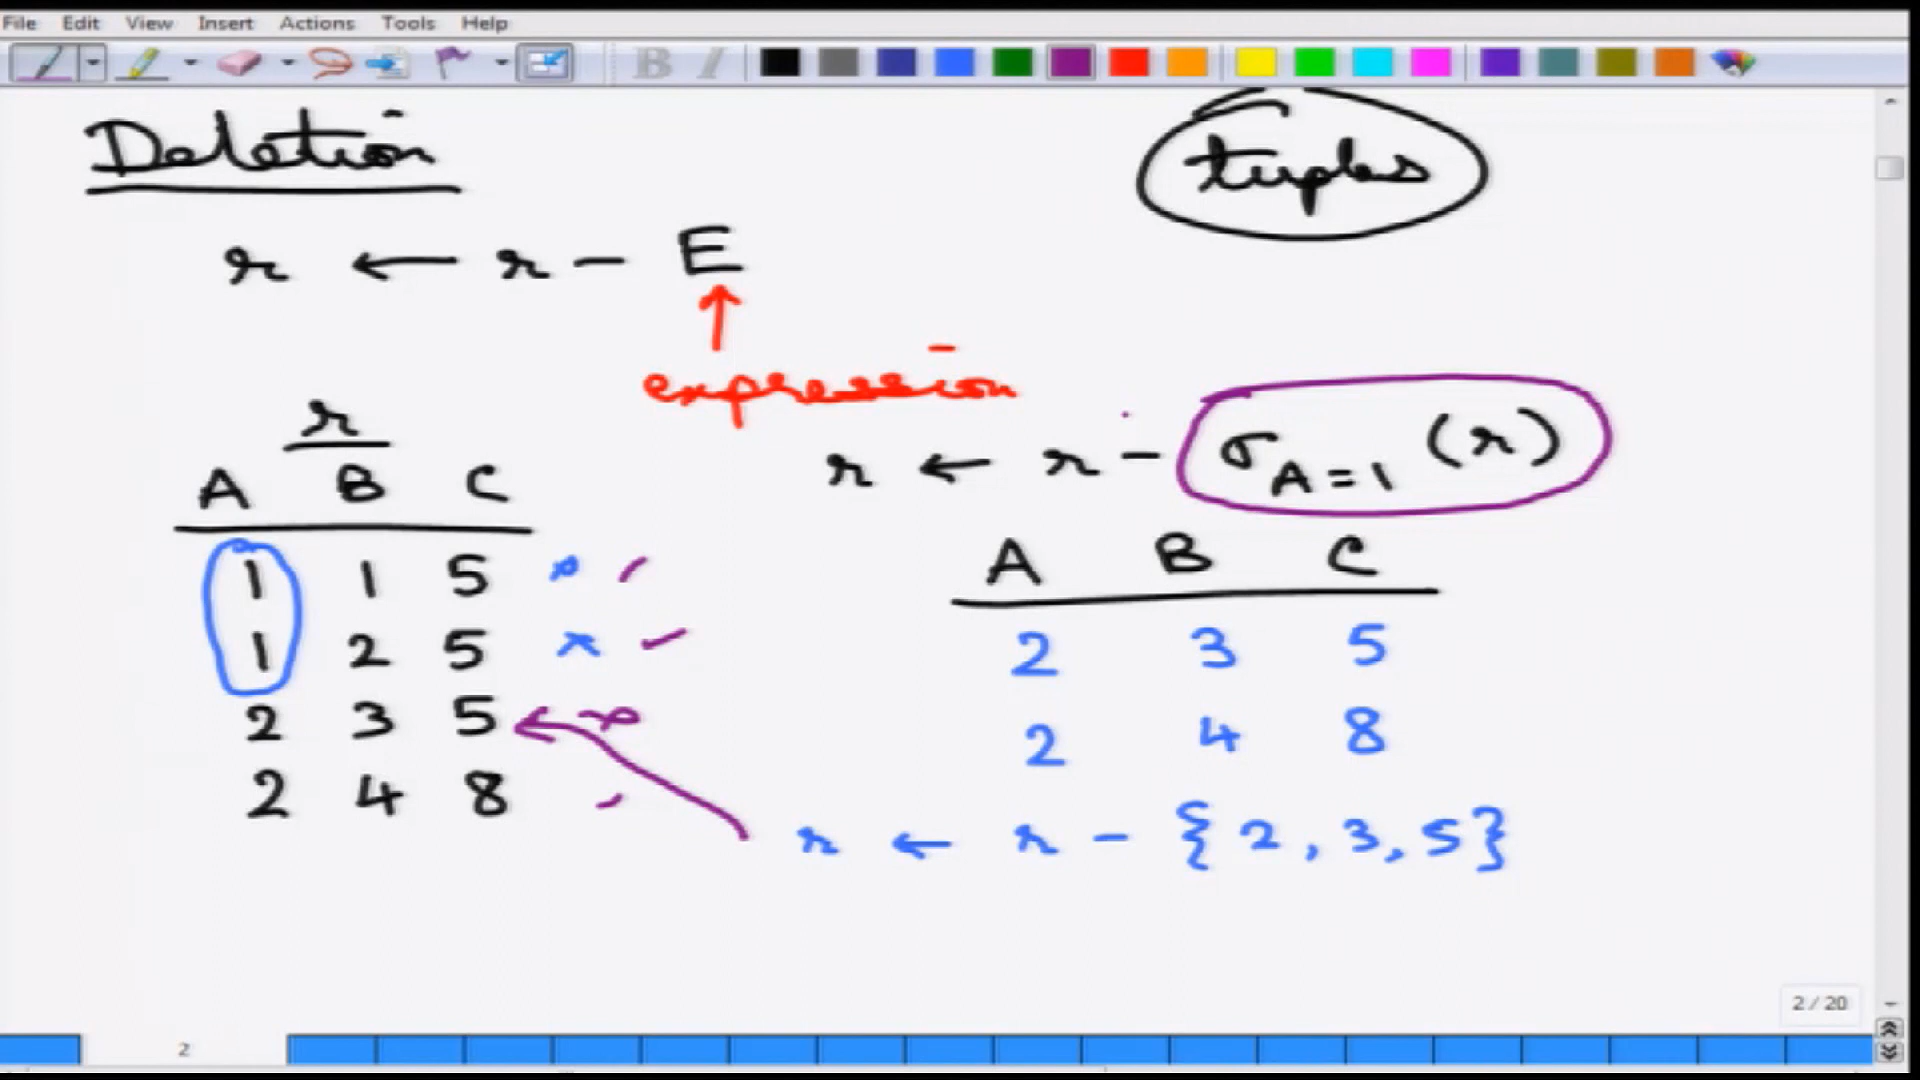 File Edit View Insert Actions Tools Help
B I
Deletion
tuples
r ← r - E
expression
r
A B C
1 1 5
1 2 5
2 3 5
2 4 8
r ← r - σ A=1 (r)
A B C
2 3 5
2 4 8
r ← r - {2, 3, 5}
2 / 20
2